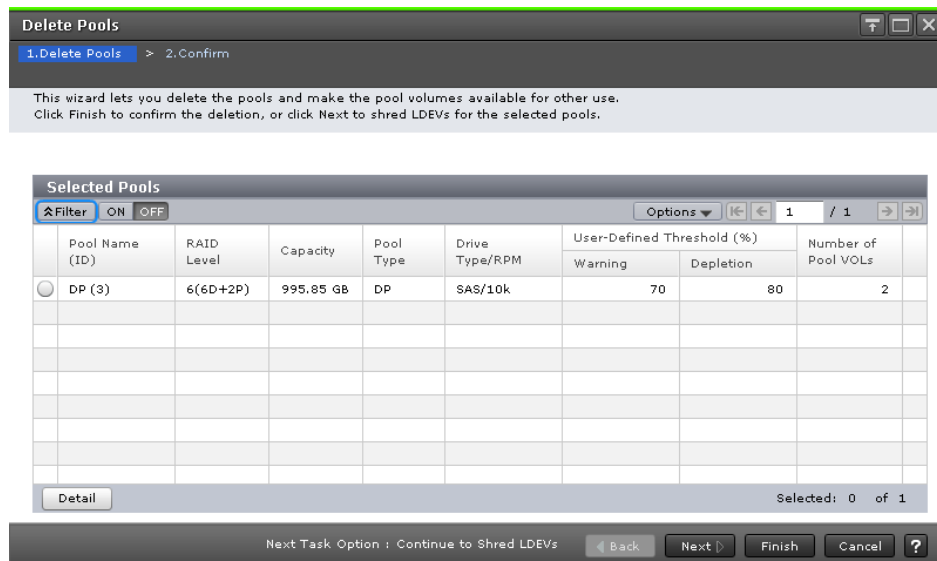 Delete Pools
1.Delete Pools > 2.Confirm
This wizard lets you delete the pools and make the pool volumes available for other use.
Click Finish to confirm the deletion, or click Next to shred LDEVs for the selected pools.
Selected Pools
Filter ON OFF Options 1 / 1
Pool Name (ID) RAID Level Capacity Pool Type Drive Type/RPM User-Defined Threshold (%) Warning Depletion Number of Pool VOLs
DP (3) 6(6D+2P) 995.85 GB DP SAS/10k 70 80 2
Detail Selected: 0 of 1
Next Task Option : Continue to Shred LDEVs Back Next Finish Cancel ?